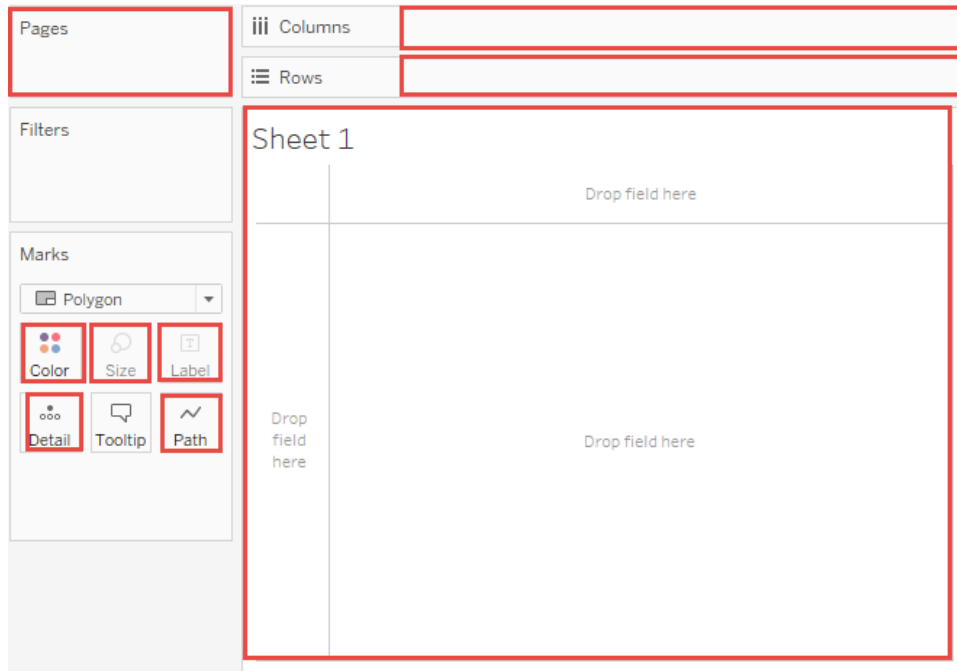 Pages
Columns
Rows
Filters
Sheet 1
Drop field here
Marks
Polygon
Color Size T Label
Detail Tooltip Path
Drop
field
here
Drop field here